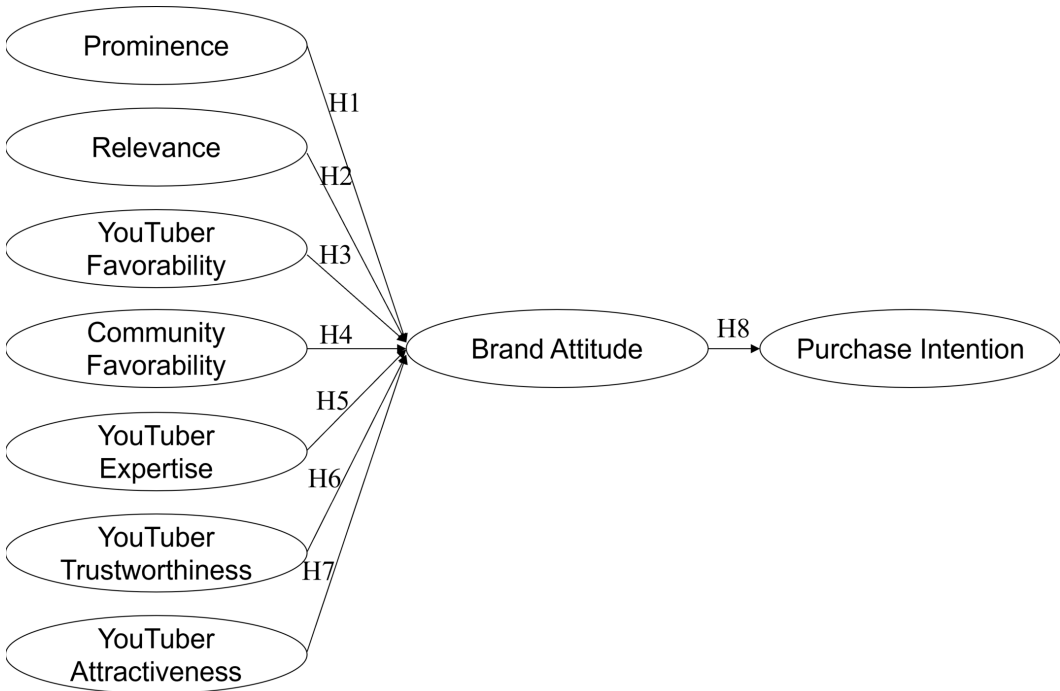 Prominence
H1
Relevance
H2
YouTuber
Favorability
H3
Community
Favorability
H4
Brand Attitude
H8
Purchase Intention
YouTuber
Expertise
H5
YouTuber
Trustworthiness
H6
YouTuber
Attractiveness
H7